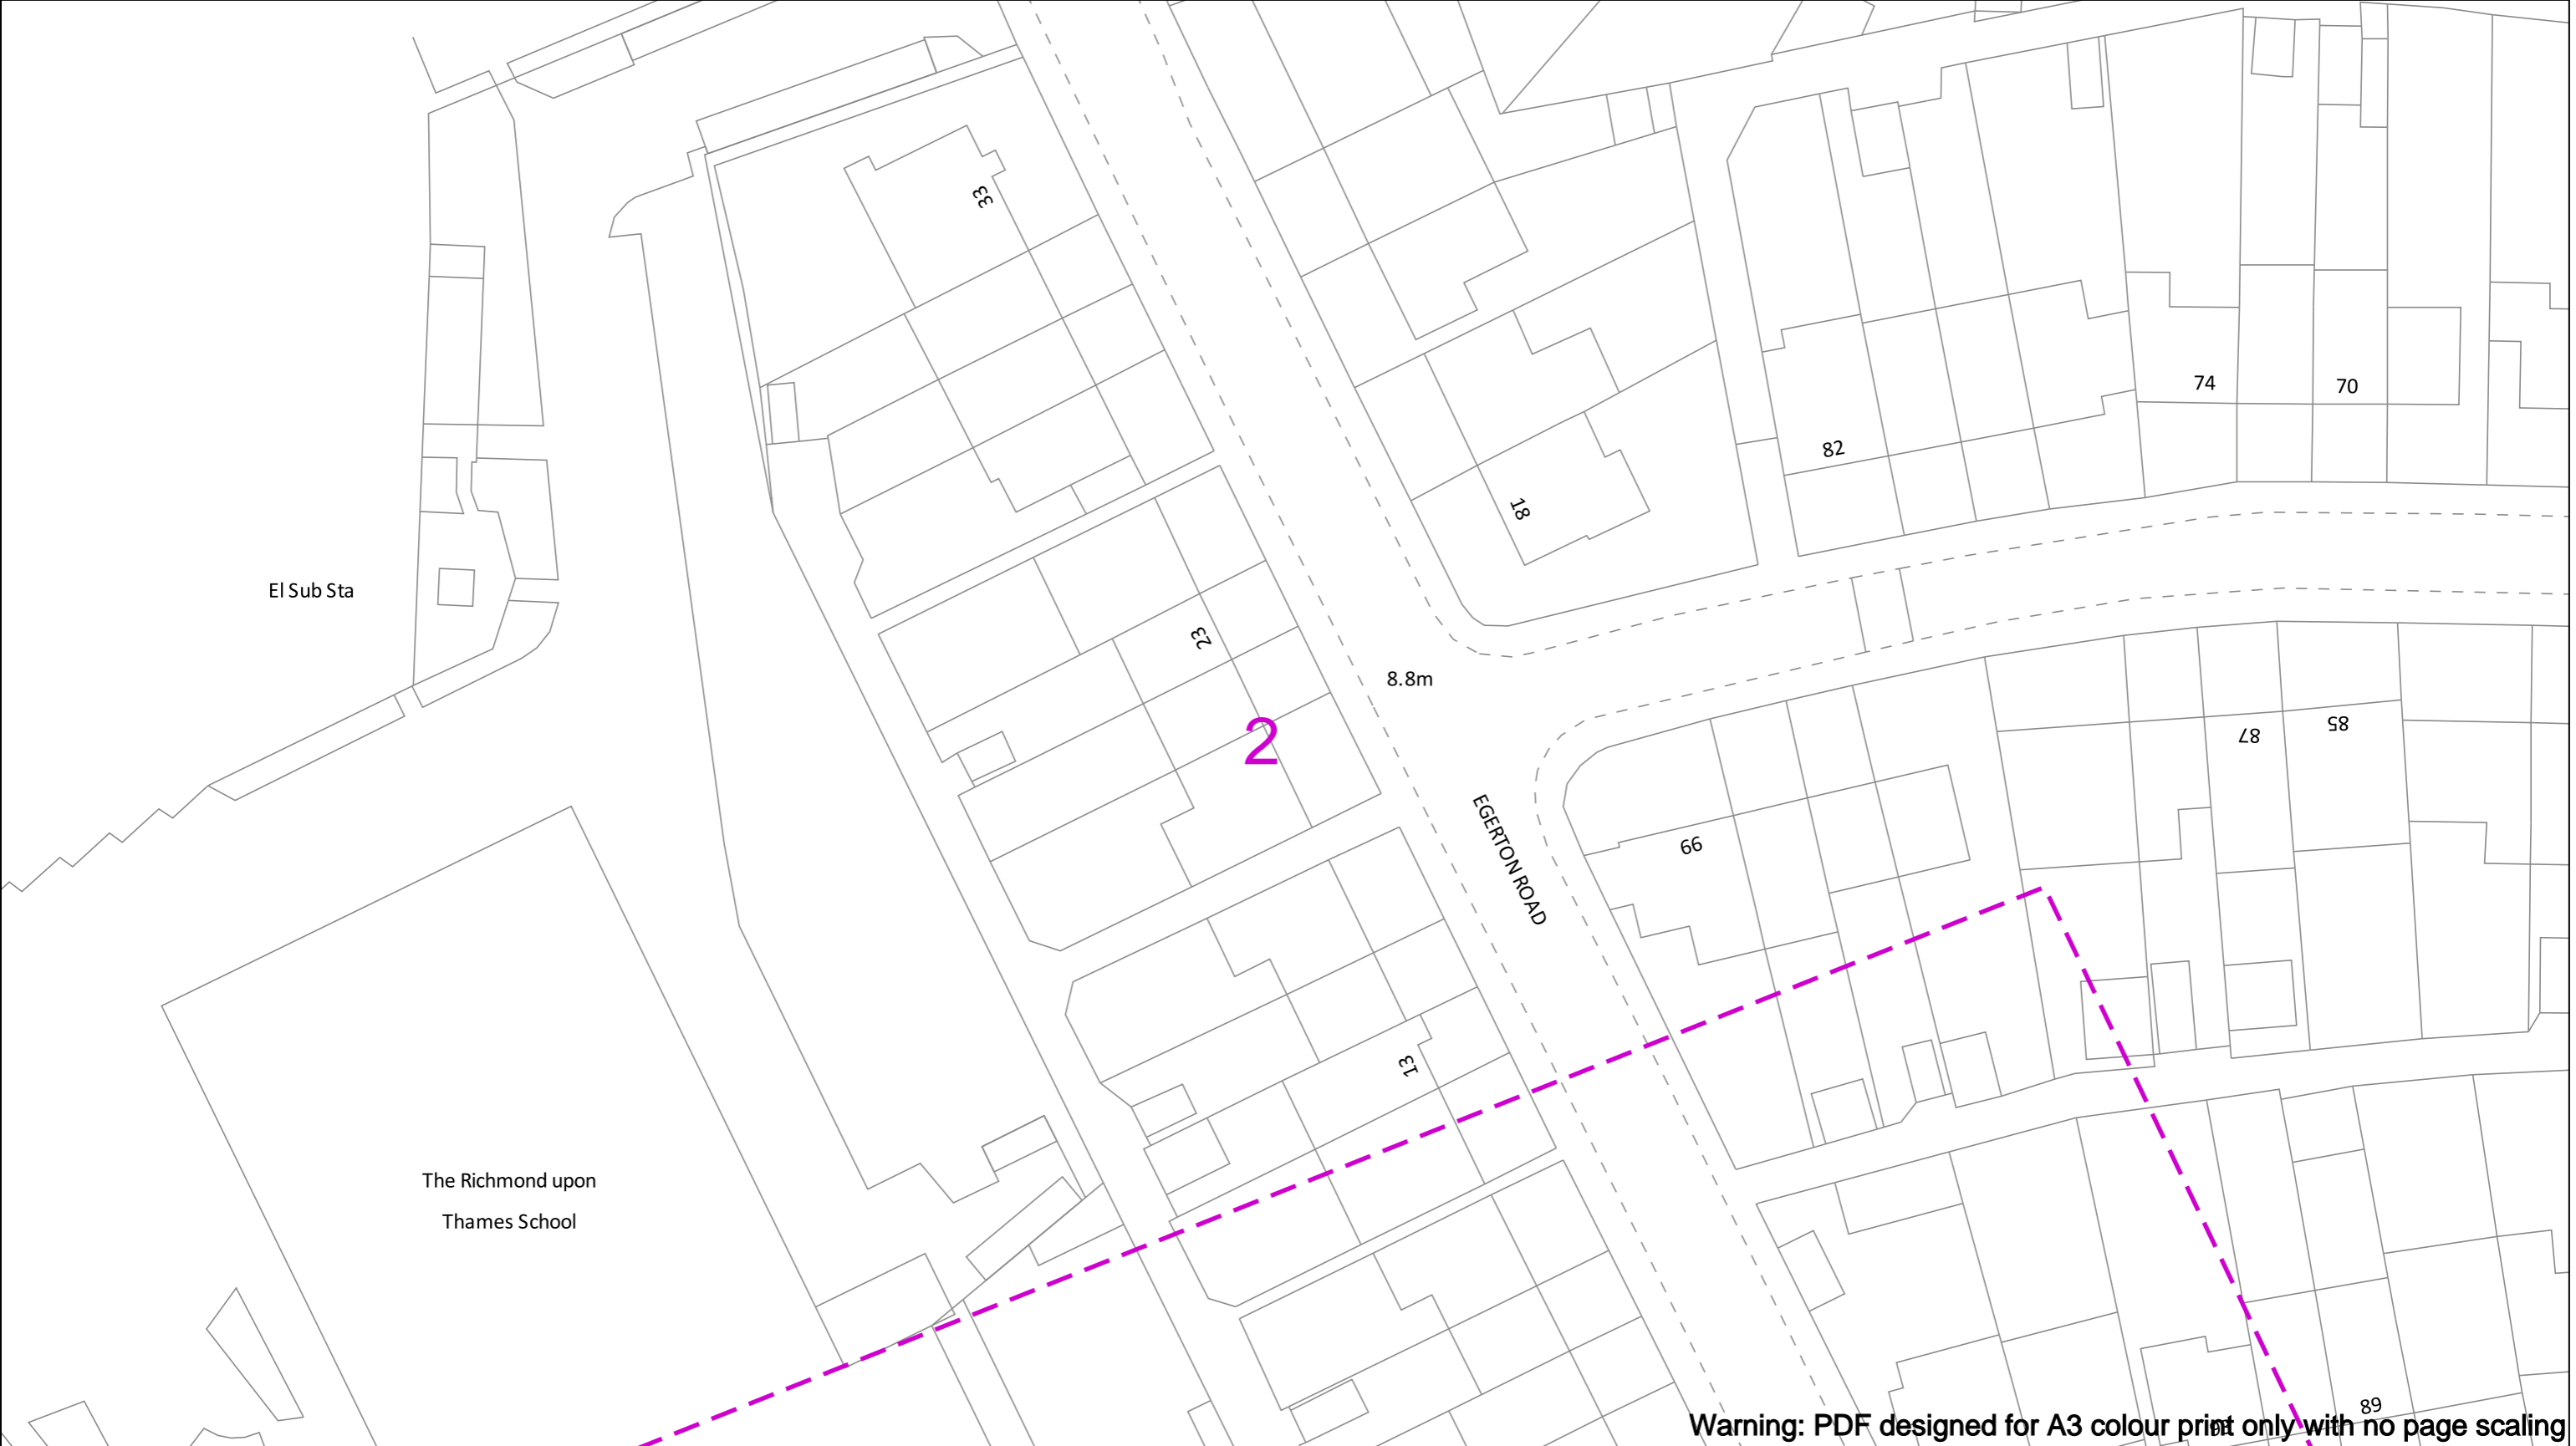 33
74
70
82
18
El Sub Sta
23
8.8m
2
87
85
EGERTON ROAD
66
13
The Richmond upon
Thames School
89
Warning: PDF designed for A3 colour print only with no page scaling